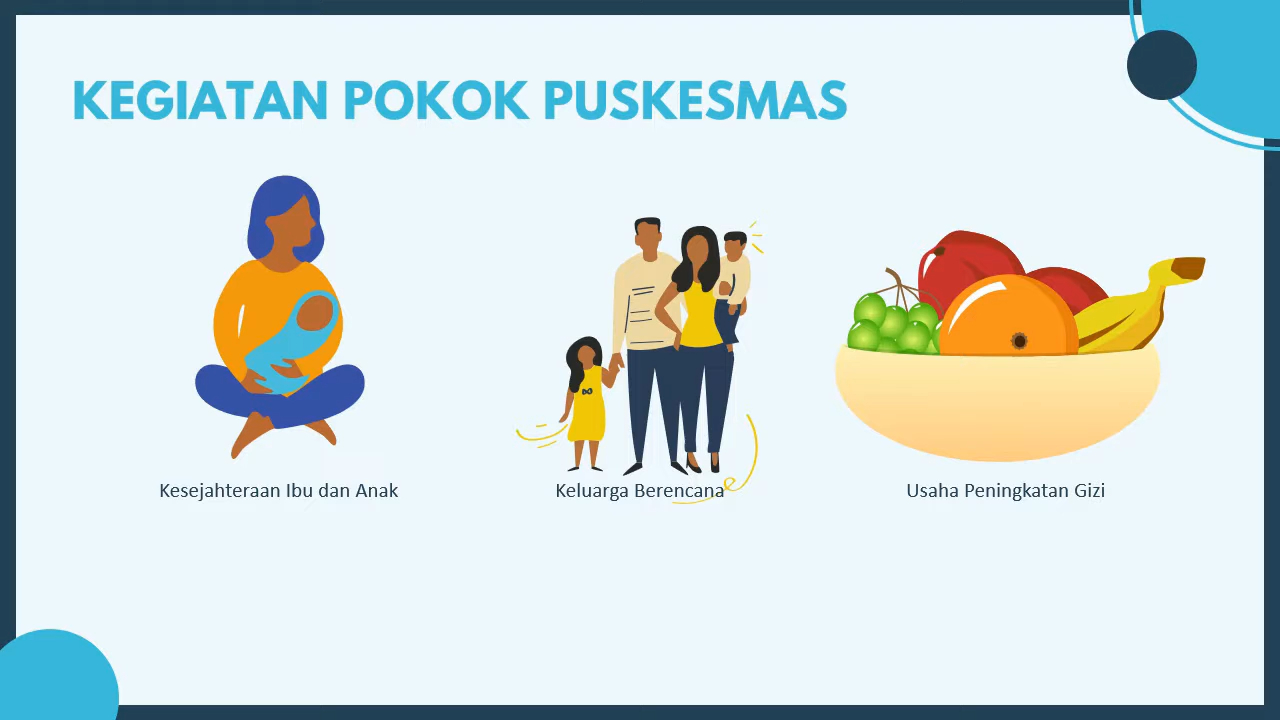 KEGIATAN POKOK PUSKESMAS
Kesejahteraan Ibu dan Anak
Keluarga Berencana
Usaha Peningkatan Gizi